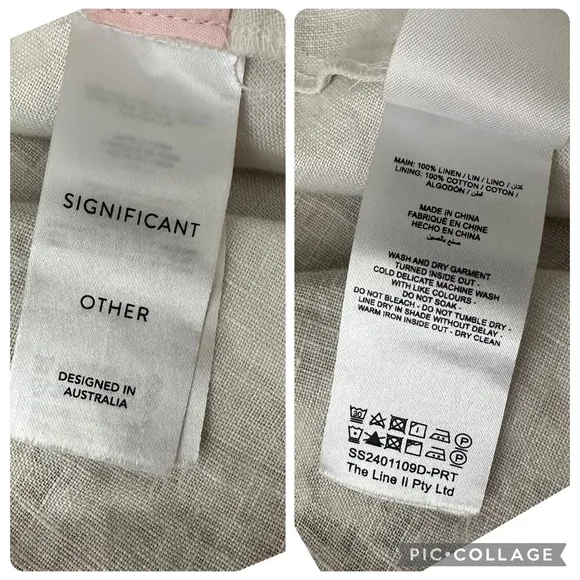 SIGNIFICANT
OTHER
DESIGNED IN
AUSTRALIA
MAIN: 100% LINEN / LIN / LINO / كتان
LINING: 100% COTTON / COTON /
ALGODÓN / قطن
MADE IN CHINA
FABRIQUÉ EN CHINE
HECHO EN CHINA
صنع بالصين
WASH AND DRY GARMENT
TURNED INSIDE OUT -
COLD DELICATE MACHINE WASH
WITH LIKE COLOURS -
DO NOT SOAK -
DO NOT BLEACH - DO NOT TUMBLE DRY -
LINE DRY IN SHADE WITHOUT DELAY -
WARM IRON INSIDE OUT - DRY CLEAN
SS2401109D-PRT
The Line II Pty Ltd
PIC•COLLAGE